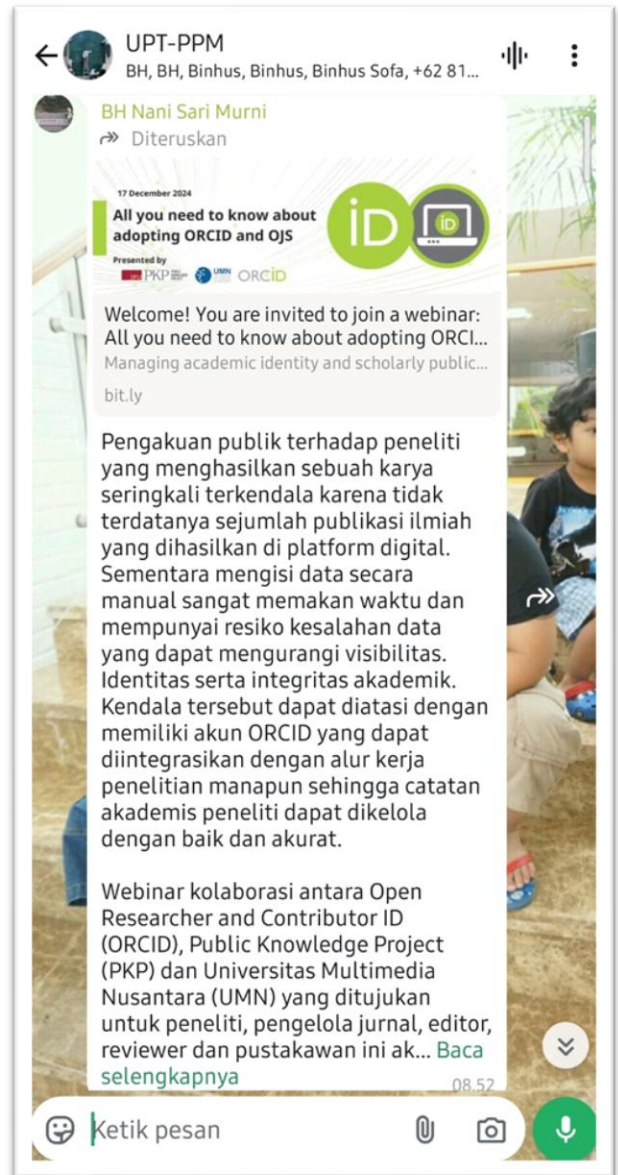 UPT-PPM
BH, BH, Binhus, Binhus, Binhus Sofa, +62 81...
BH Nani Sari Murni
Diteruskan
17 December 2024
All you need to know about
adopting ORCID and OJS
Presented by
PKP UMN ORCID
iD
iD
Welcome! You are invited to join a webinar:
All you need to know about adopting ORCI...
Managing academic identity and scholarly public...
bit.ly
Pengakuan publik terhadap peneliti
yang menghasilkan sebuah karya
seringkali terkendala karena tidak
terdatanya sejumlah publikasi ilmiah
yang dihasilkan di platform digital.
Sementara mengisi data secara
manual sangat memakan waktu dan
mempunyai resiko kesalahan data
yang dapat mengurangi visibilitas.
Identitas serta integritas akademik.
Kendala tersebut dapat diatasi dengan
memiliki akun ORCID yang dapat
diintegrasikan dengan alur kerja
penelitian manapun sehingga catatan
akademis peneliti dapat dikelola
dengan baik dan akurat.
Webinar kolaborasi antara Open
Researcher and Contributor ID
(ORCID), Public Knowledge Project
(PKP) dan Universitas Multimedia
Nusantara (UMN) yang ditujukan
untuk peneliti, pengelola jurnal, editor,
reviewer dan pustakawan ini ak... Baca
selengkapnya
08.52
Ketik pesan